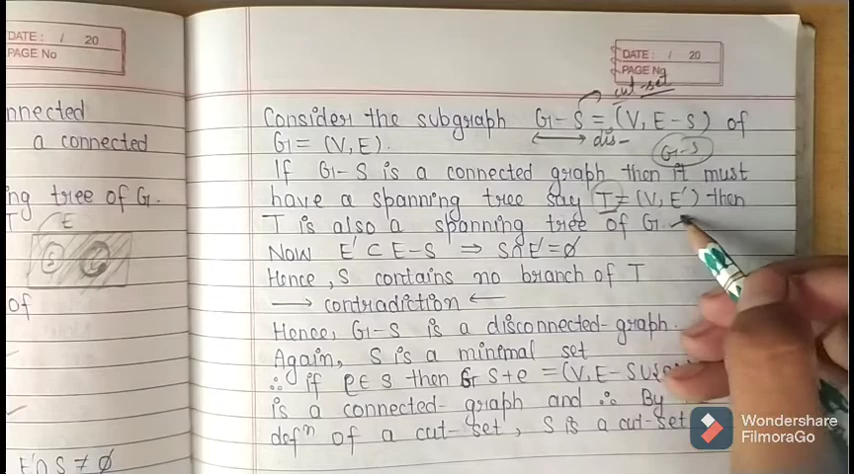 DATE: / 20
PAGE No
nnected
a connected
ng tree of G.
T
E
S
of
E'∩ S ≠ ∅
DATE: / 20
PAGE No
cut-set
Consider the subgraph G-S = (V, E-S) of
dis-
G = (V, E).
G-S
If G-S is a connected graph then it must
have a spanning tree say T = (V, E') then
T is also a spanning tree of G.
Now E' ⊂ E-S ⇒ S∩E' = ∅
Hence, S contains no branch of T
→ contradiction ←
Hence, G-S is a disconnected graph.
Again, S is a minimal set
∴ if e ∈ S then G S+e = (V, E-SU
is a connected graph and ∴ By
defⁿ of a cut-set, S is a cut-set
Wondershare
FilmoraGo